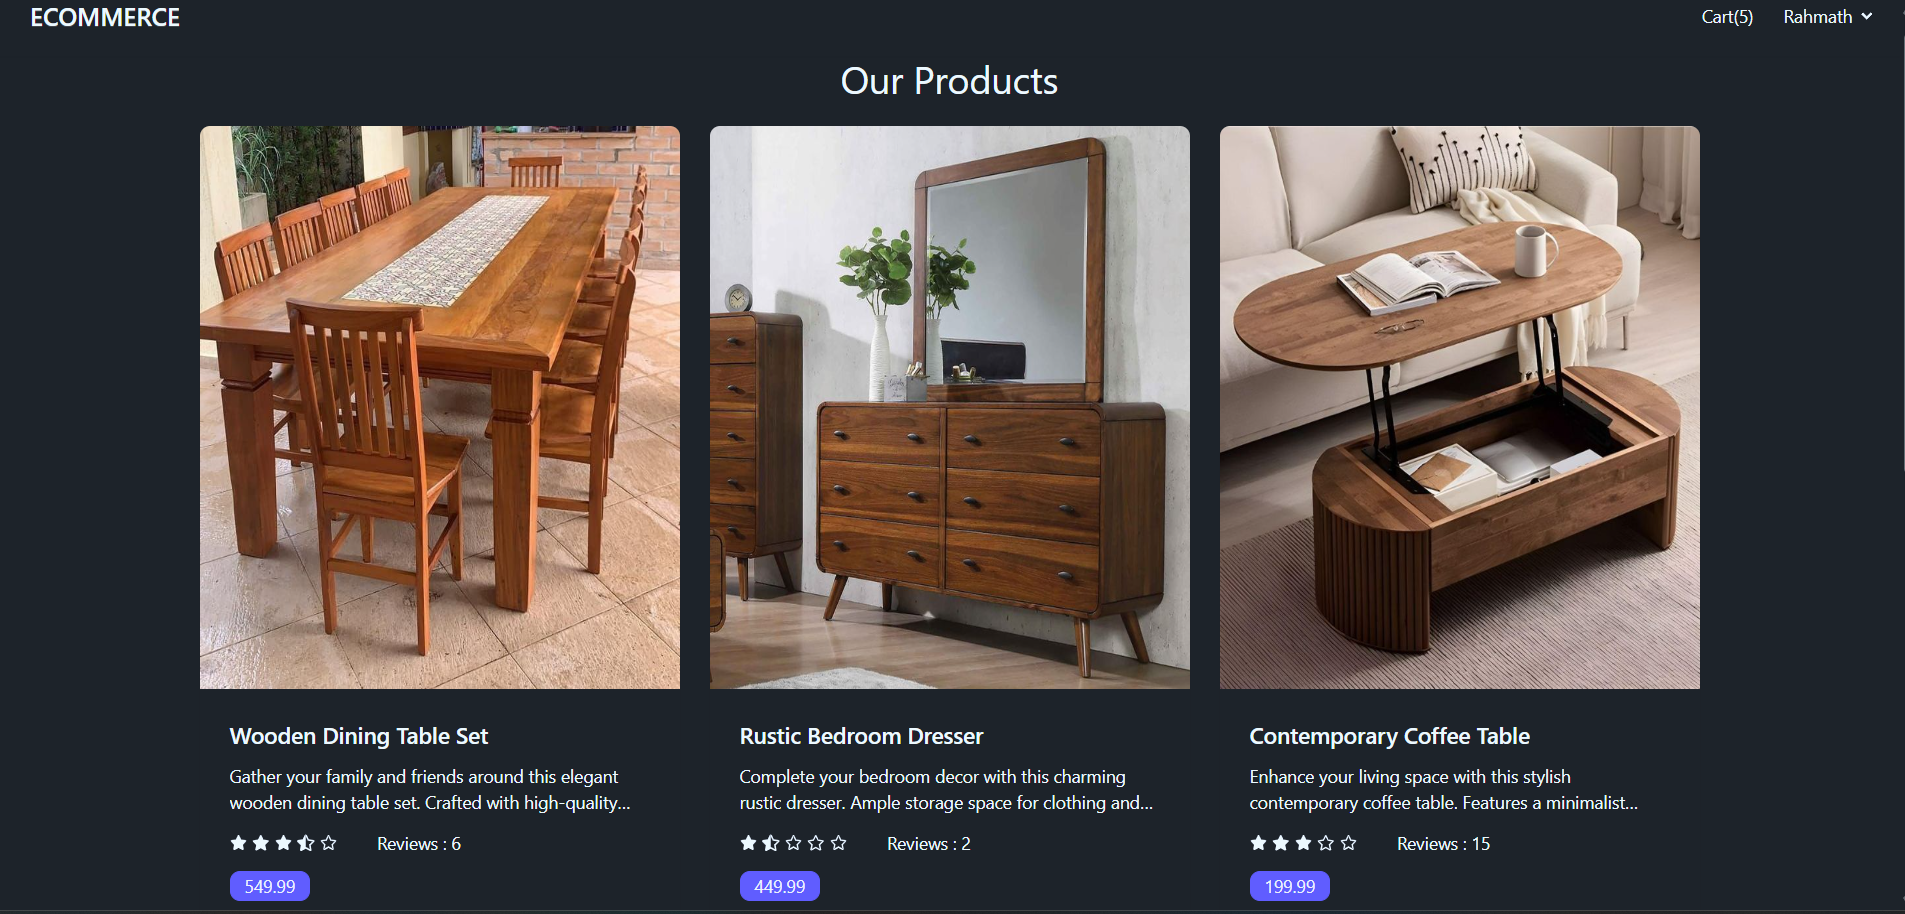 ECOMMERCE
Cart(5)
Rahmath
Our Products
Wooden Dining Table Set
Gather your family and friends around this elegant
wooden dining table set. Crafted with high-quality...
Reviews : 6
549.99
Rustic Bedroom Dresser
Complete your bedroom decor with this charming
rustic dresser. Ample storage space for clothing and...
Reviews : 2
449.99
Contemporary Coffee Table
Enhance your living space with this stylish
contemporary coffee table. Features a minimalist...
Reviews : 15
199.99